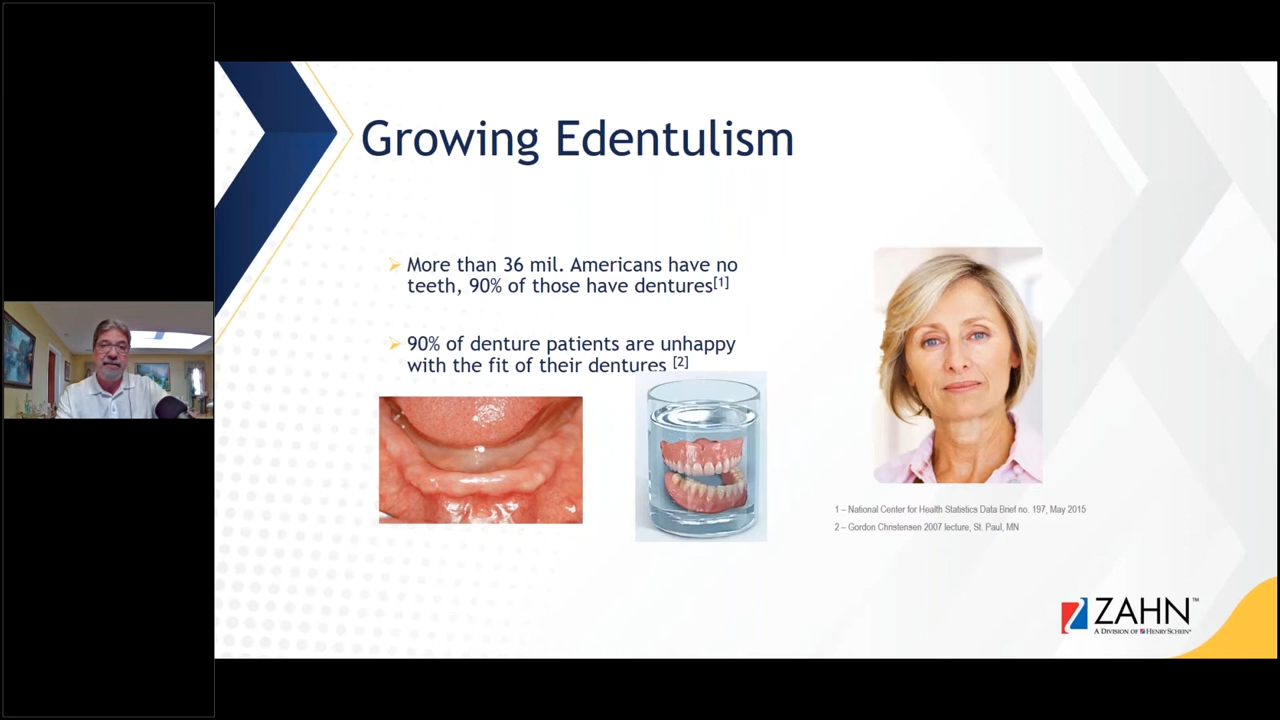 Growing Edentulism
More than 36 mil. Americans have no
teeth, 90% of those have dentures[1]
90% of denture patients are unhappy
with the fit of their dentures [2]
1 – National Center for Health Statistics Data Brief no. 197, May 2015
2 – Gordon Christensen 2007 lecture, St. Paul, MN
ZAHN™
A DIVISION OF HENRY SCHEIN®